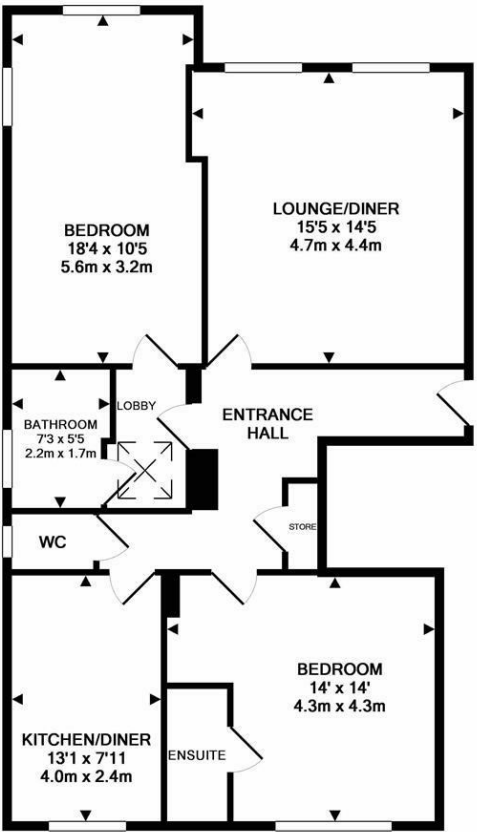 BEDROOM
18'4 x 10'5
5.6m x 3.2m
LOUNGE/DINER
15'5 x 14'5
4.7m x 4.4m
BATHROOM
7'3 x 5'5
2.2m x 1.7m
LOBBY
ENTRANCE
HALL
STORE
WC
KITCHEN/DINER
13'1 x 7'11
4.0m x 2.4m
ENSUITE
BEDROOM
14' x 14'
4.3m x 4.3m